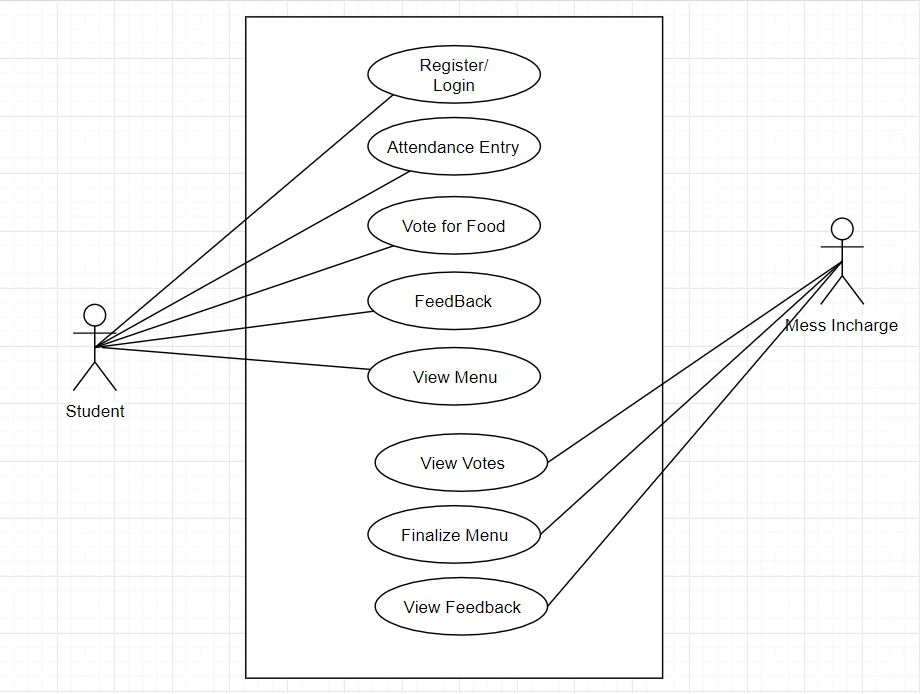 Register/
Login
Attendance Entry
Vote for Food
FeedBack
View Menu
View Votes
Finalize Menu
View Feedback
Student
Mess Incharge